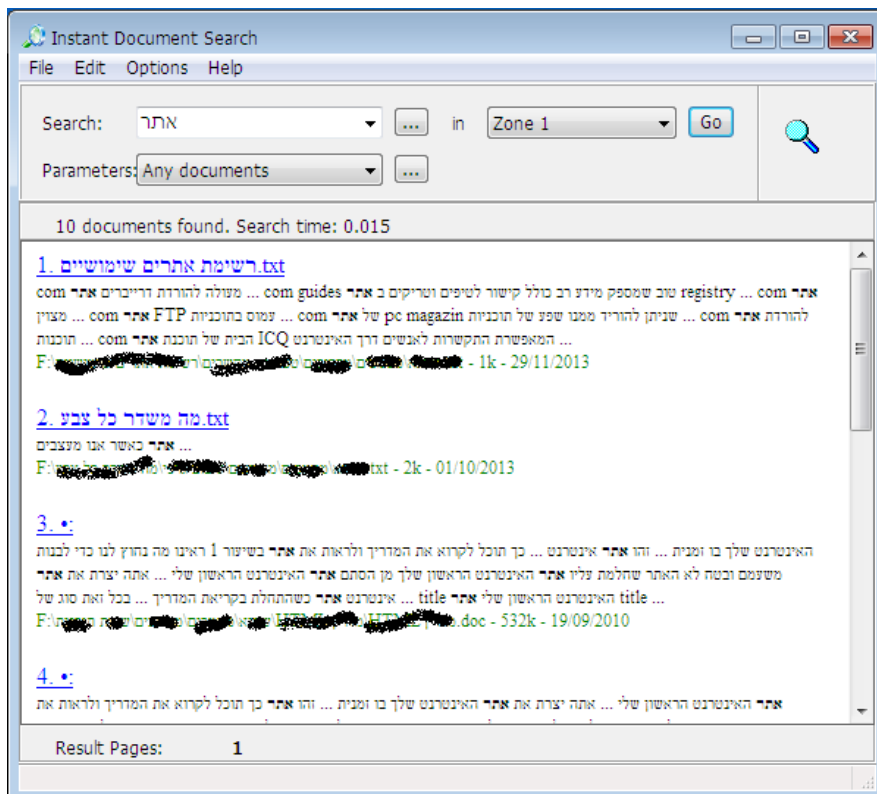 Instant Document Search
File Edit Options Help
Search: אתר ... in Zone 1 Go
Parameters: Any documents ...
10 documents found. Search time: 0.015
1. רשימת אתרים שימושיים.txt
אתר com ... registry טוב שמספק מידע רב כולל קישור לטיפים וטריקים ב אתר com guides ... מעולה להורדת דרייברים אתר com
להורדת אתר com ... שניתן להוריד ממנו שפע של תוכניות pc magazin של אתר com ... עמוס בתוכניות FTP אתר com ... מצוין
... המאפשרת התקשרות לאנשים דרך האינטרנט ICQ הבית של תוכנת אתר com ... תוכנות
F:\ - 1k - 29/11/2013
2. מה משדר כל צבע.txt
... אתר כאשר אנו מעצבים
F:\ txt - 2k - 01/10/2013
3. •:
האינטרנט שלך בו זמנית ... זהו אתר אינטרנט ... כך תוכל לקרוא את המדריך ולראות את אתר בשיעור 1 ראינו מה נחוץ לנו כדי לבנות
משעמם ובטח לא האתר שחלמת עליו אתר האינטרנט הראשון שלך מן הסתם אתר האינטרנט הראשון שלי ... אתה יצרת את אתר
... title האינטרנט הראשון שלי אתר title ... אינטרנט אתר כשהתחלת בקריאת המדריך ... בכל זאת סוג של
F:\ .doc - 532k - 19/09/2010
4. •:
אתר האינטרנט הראשון שלי ... אתה יצרת את אתר האינטרנט שלך בו זמנית ... זהו אתר כך תוכל לקרוא את המדריך ולראות את
Result Pages: 1